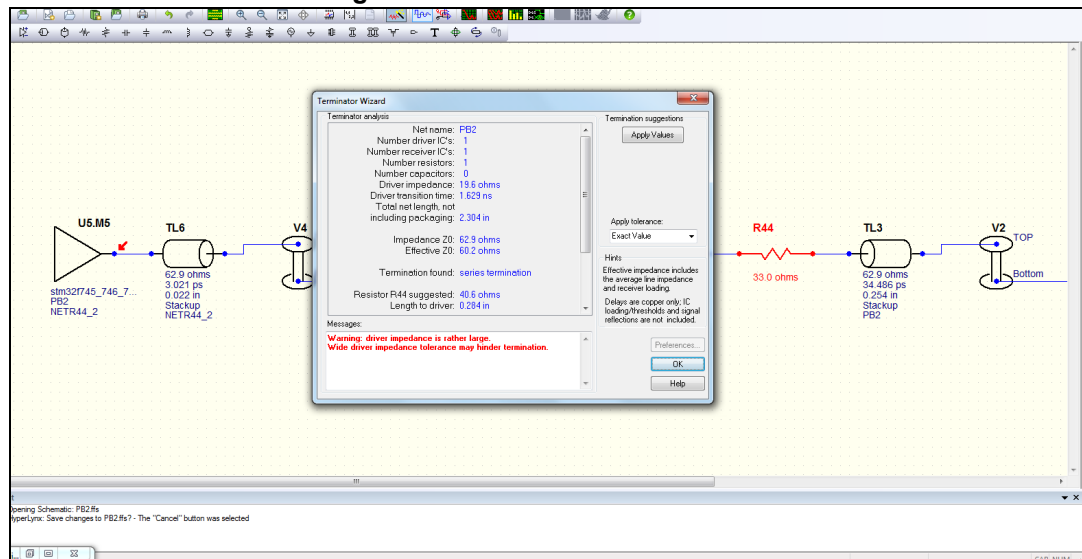 Terminator Wizard
Terminator analysis
Net name: PB2
Number driver IC's: 1
Number receiver IC's: 1
Number resistors: 1
Number capacitors: 0
Driver impedance: 19.6 ohms
Driver transition time: 1.629 ns
Total net length, not
including packaging: 2.304 in
Impedance Z0: 62.9 ohms
Effective Z0: 60.2 ohms
Termination found: series termination
Resistor R44 suggested: 40.6 ohms
Length to driver: 0.284 in
Messages:
Warning: driver impedance is rather large.
Wide driver impedance tolerance may hinder termination.
Termination suggestions
Apply Values
Apply tolerance:
Exact Value
Hints
Effective impedance includes
the average line impedance
and receiver loading.
Delays are copper only; IC
loading/thresholds and signal
reflections are not included.
Preferences...
OK
Help
U5.M5
stm32f745_746_7...
PB2
NETR44_2
TL6
62.9 ohms
3.021 ps
0.022 in
Stackup
NETR44_2
V4
R44
33.0 ohms
TL3
62.9 ohms
34.486 ps
0.254 in
Stackup
PB2
V2
TOP
Bottom
Opening Schematic: PB2.ffs
HyperLynx: Save changes to PB2.ffs? - The "Cancel" button was selected